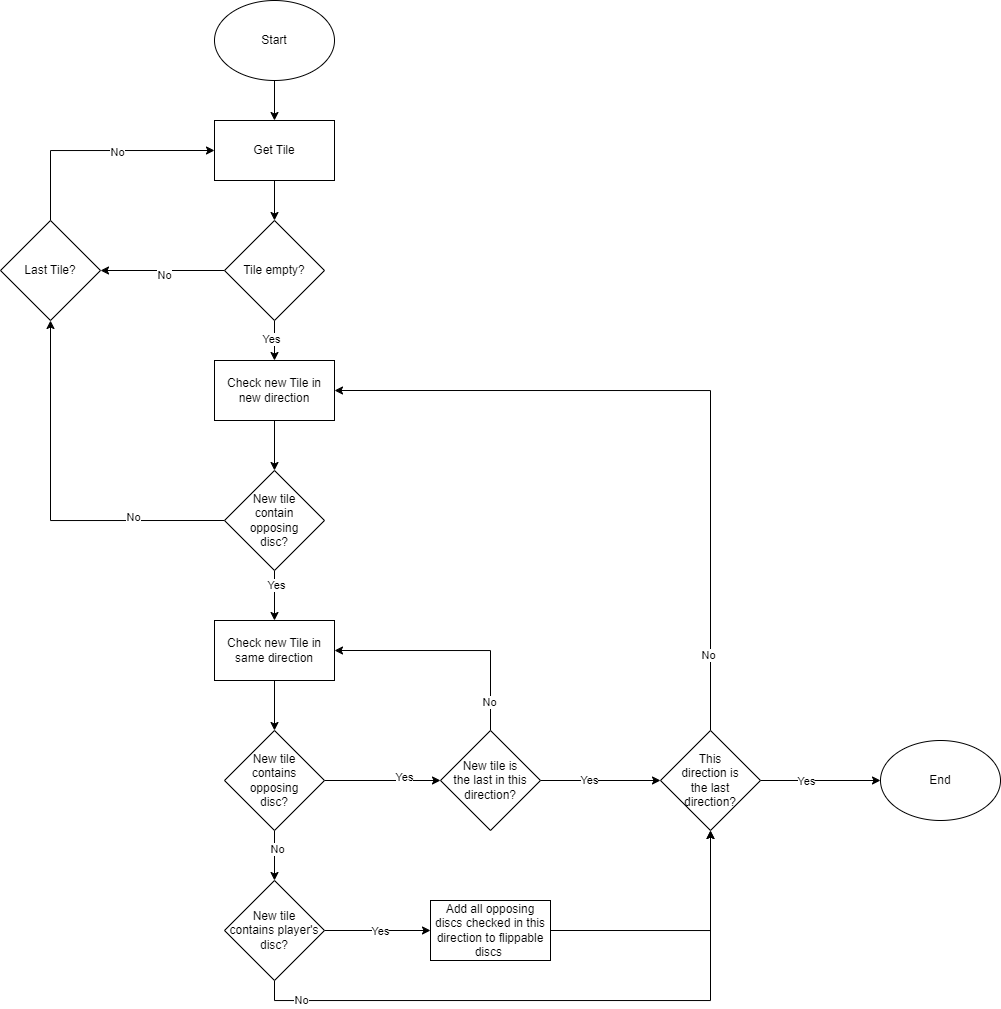 Start
Get Tile
No
Last Tile?
No
Tile empty?
Yes
Check new Tile in
new direction
New tile
contain
opposing
disc?
No
Yes
Check new Tile in
same direction
No
No
New tile
contains
opposing
disc?
Yes
New tile is
the last in this
direction?
Yes
This
direction is
the last
direction?
Yes
End
No
New tile
contains player's
disc?
Yes
Add all opposing
discs checked in this
direction to flippable
discs
No